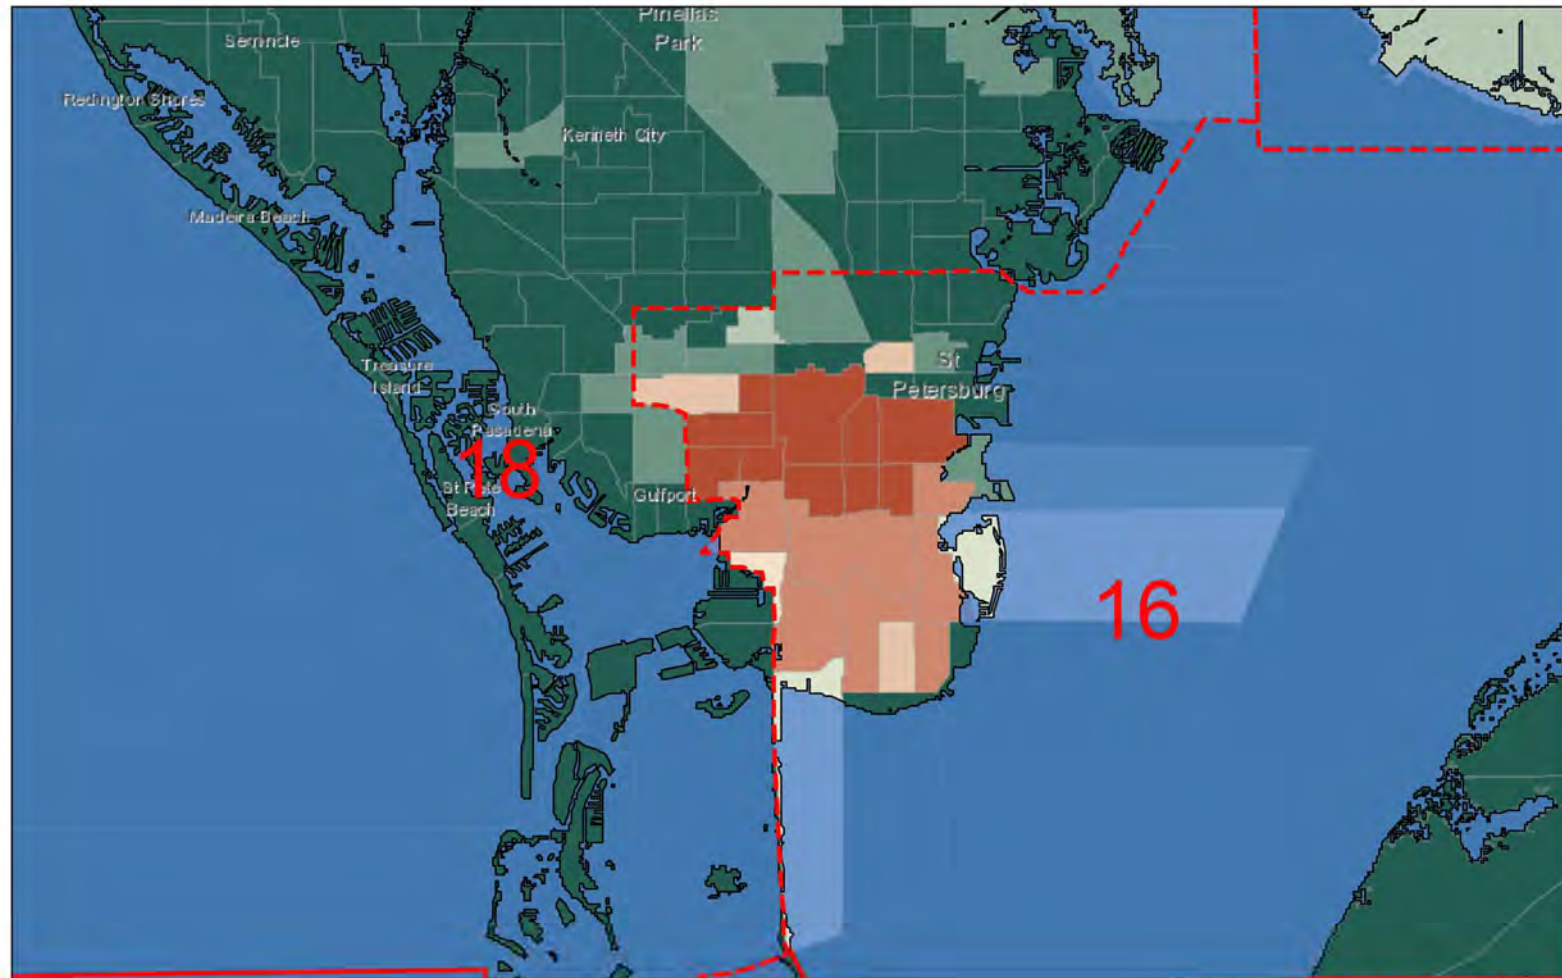 Pinellas
Park
Seminole
Redington Shores
Kenneth City
Madeira Beach
Treasure
Island
St
Petersburg
South
Pasadena
18
St Pete
Beach
Gulfport
16